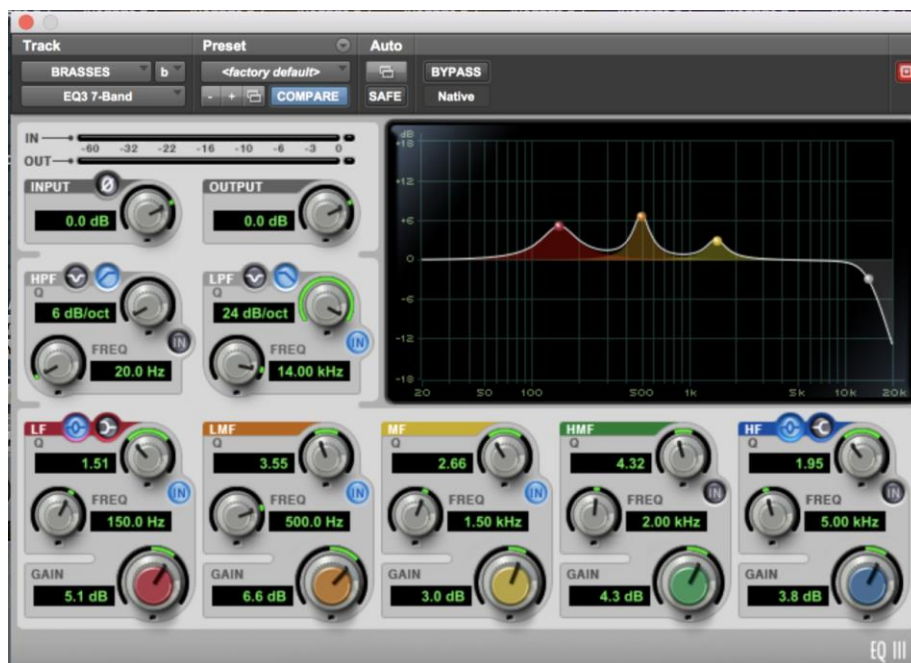 Track Preset Auto
BRASSES b <factory default> BYPASS
EQ3 7-Band - + COMPARE SAFE Native
IN -60 -32 -22 -16 -10 -6 -3 0
OUT
INPUT Ø OUTPUT
0.0 dB 0.0 dB
HPF LPF
Q Q
6 dB/oct 24 dB/oct
IN IN
FREQ FREQ
20.0 Hz 14.00 kHz
dB
+18
+12
+6
0
-6
-12
-18
20 50 100 500 1k 5k 10k 20k
LF LMF MF HMF HF
Q Q Q Q Q
1.51 3.55 2.66 4.32 1.95
IN IN IN IN IN
FREQ FREQ FREQ FREQ FREQ
150.0 Hz 500.0 Hz 1.50 kHz 2.00 kHz 5.00 kHz
GAIN GAIN GAIN GAIN GAIN
5.1 dB 6.6 dB 3.0 dB 4.3 dB 3.8 dB
EQ III